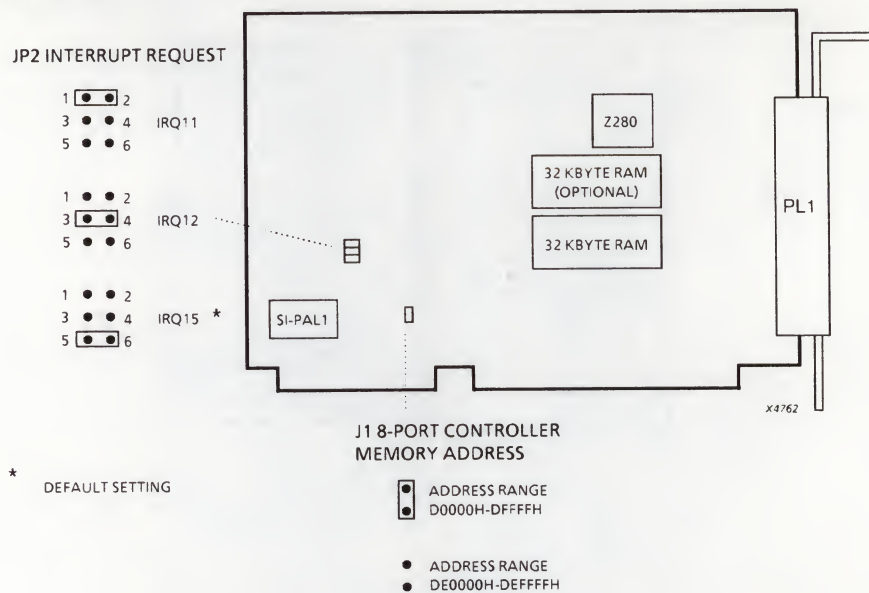 JP2 INTERRUPT REQUEST
1 2
3 4 IRQ11
5 6
1 2
3 4 IRQ12
5 6
1 2
3 4 IRQ15 *
5 6
Z280
32 KBYTE RAM
(OPTIONAL)
32 KBYTE RAM
PL1
SI-PAL1
X4762
J1 8-PORT CONTROLLER
MEMORY ADDRESS
* DEFAULT SETTING
ADDRESS RANGE
D0000H-DFFFFH
ADDRESS RANGE
DE0000H-DEFFFFH